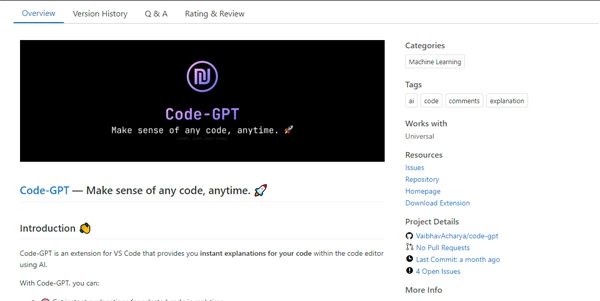 Overview Version History Q & A Rating & Review
Code-GPT
Make sense of any code, anytime. 🚀
Code-GPT — Make sense of any code, anytime. 🚀
Introduction 👏
Code-GPT is an extension for VS Code that provides you instant explanations for your code within the code editor
using AI.
With Code-GPT, you can:
Categories
Machine Learning
Tags
ai code comments explanation
Works with
Universal
Resources
Issues
Repository
Homepage
Download Extension
Project Details
VaibhavAcharya/code-gpt
No Pull Requests
Last Commit: a month ago
4 Open Issues
More Info